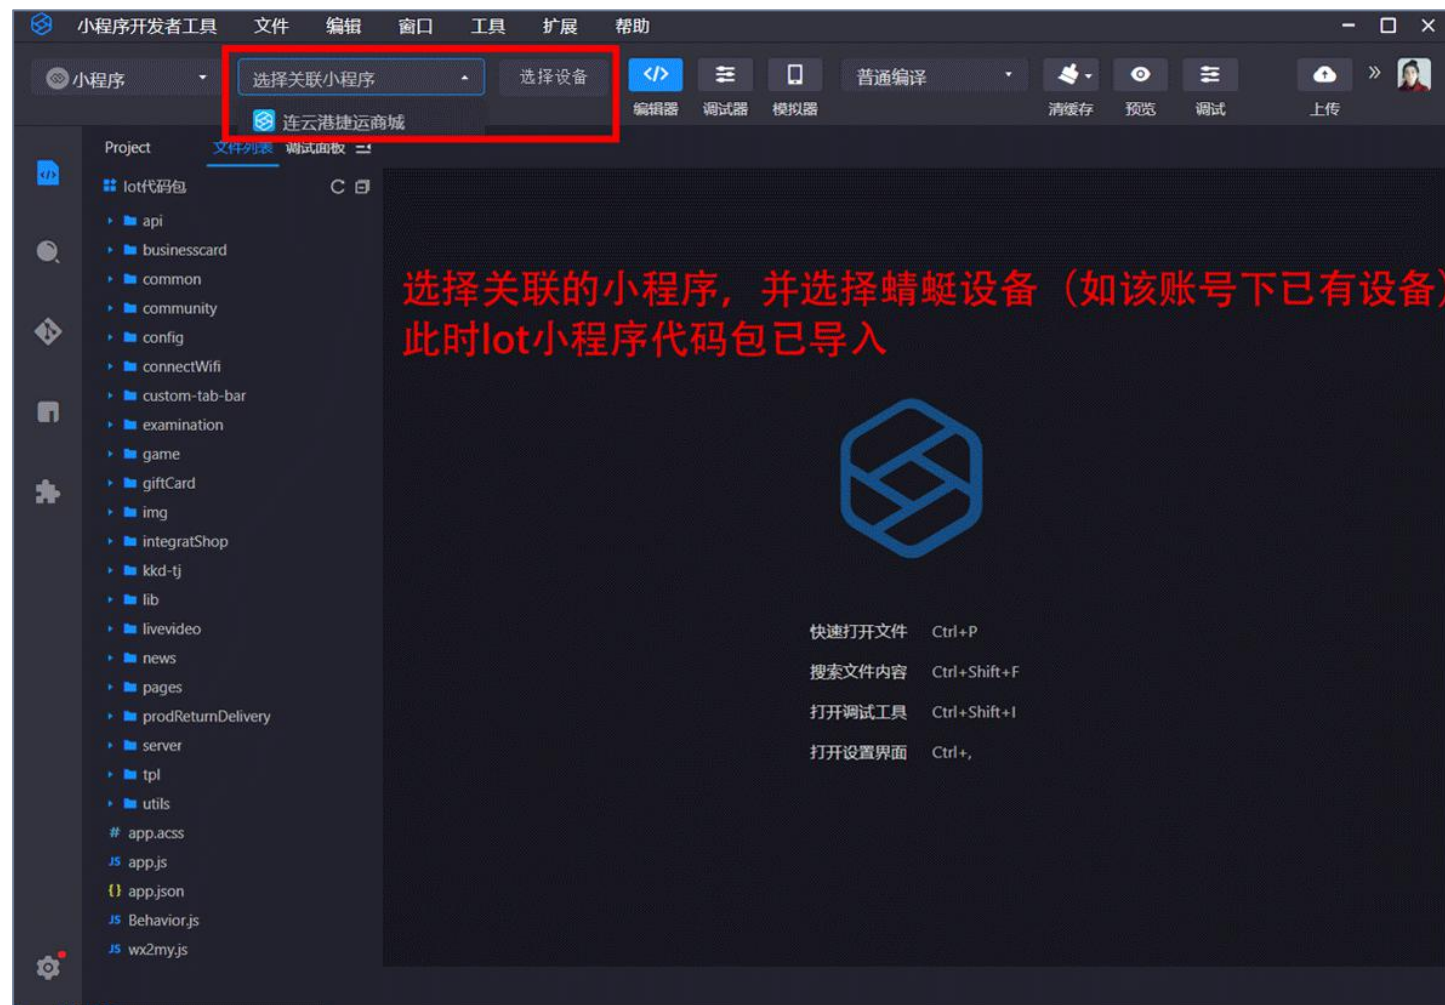 小程序开发者工具 文件 编辑 窗口 工具 扩展 帮助
小程序 选择关联小程序 选择设备 </> 普通编译
编辑器 调试器 模拟器 清缓存 预览 调试 上传
连云港捷运商城
Project 文件列表 调试面板
lot代码包
api
businesscard
common
community
config
connectWifi
custom-tab-bar
examination
game
giftCard
img
integratShop
kkd-tj
lib
livevideo
news
pages
prodReturnDelivery
server
tpl
utils
# app.acss
JS app.js
{} app.json
JS Behavior.js
JS wx2my.js
选择关联的小程序，并选择蜻蜓设备（如该账号下已有设备）
此时lot小程序代码包已导入
快速打开文件 Ctrl+P
搜索文件内容 Ctrl+Shift+F
打开调试工具 Ctrl+Shift+I
打开设置界面 Ctrl+,